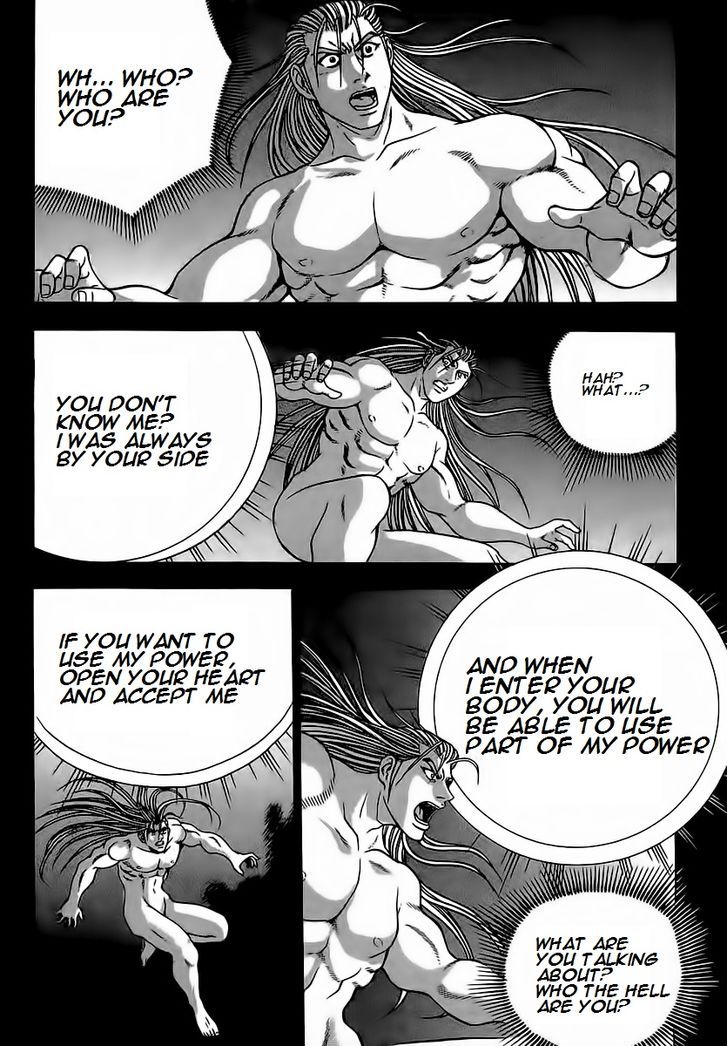 WH... WHO?
WHO ARE
YOU?
YOU DON'T
KNOW ME?
I WAS ALWAYS
BY YOUR SIDE
HAH?
WHAT...?
IF YOU WANT TO
USE MY POWER,
OPEN YOUR HEART
AND ACCEPT ME
AND WHEN
I ENTER YOUR
BODY, YOU WILL
BE ABLE TO USE
PART OF MY POWER
WHAT ARE
YOU TALKING
ABOUT?
WHO THE HELL
ARE YOU?